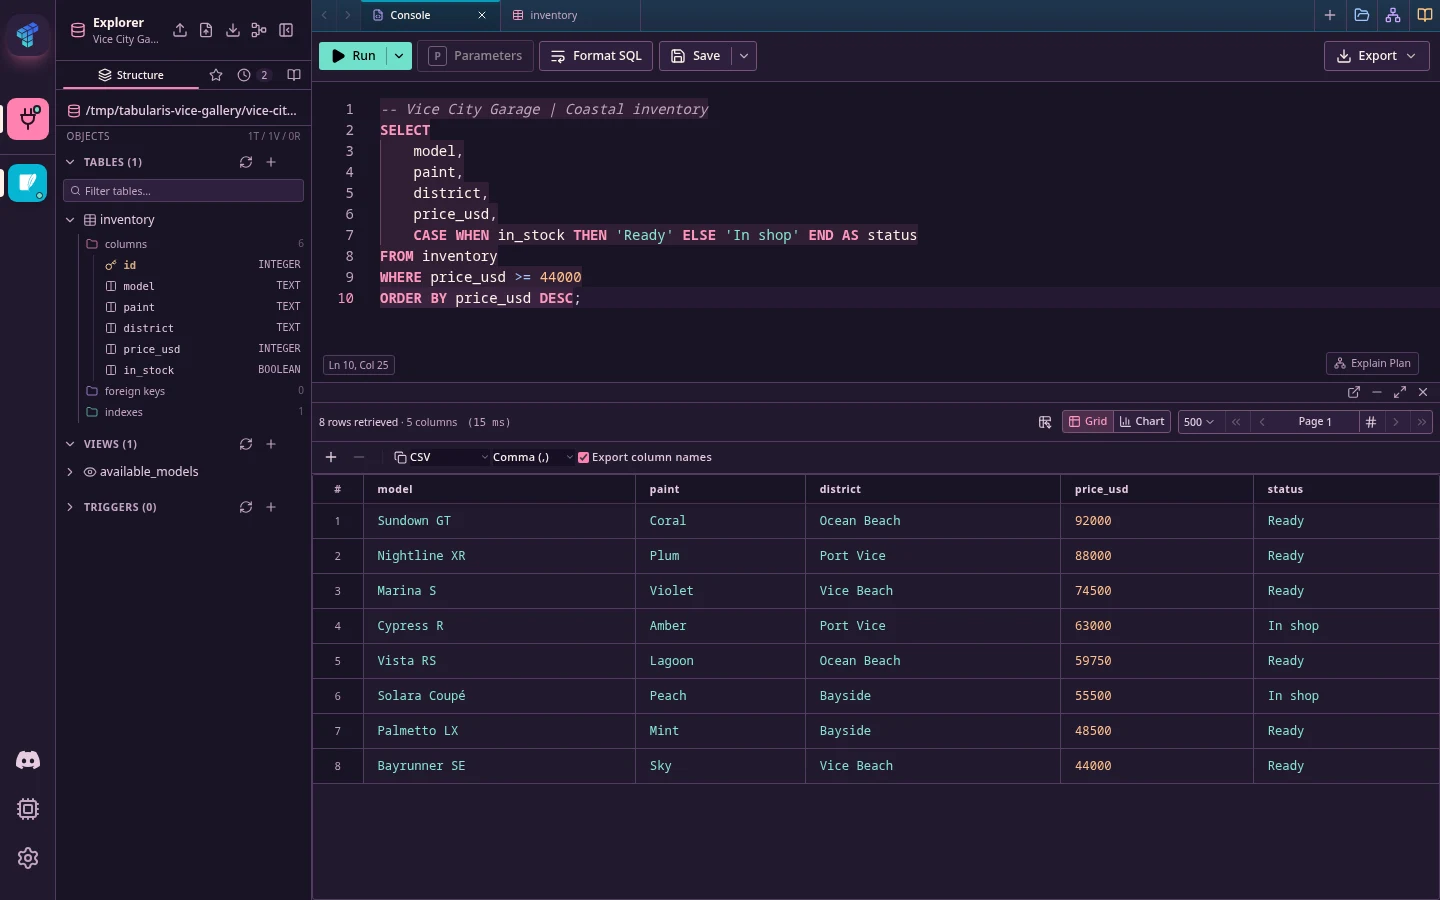 Explorer
Vice City Ga...
Structure
2
/tmp/tabularis-vice-gallery/vice-cit...
OBJECTS 1T / 1V / 0R
TABLES (1)
Filter tables...
inventory
columns 6
id INTEGER
model TEXT
paint TEXT
district TEXT
price_usd INTEGER
in_stock BOOLEAN
foreign keys 0
indexes 1
VIEWS (1)
available_models
TRIGGERS (0)
Console
inventory
Run
P Parameters
Format SQL
Save
Export
1 -- Vice City Garage | Coastal inventory
2 SELECT
3 model,
4 paint,
5 district,
6 price_usd,
7 CASE WHEN in_stock THEN 'Ready' ELSE 'In shop' END AS status
8 FROM inventory
9 WHERE price_usd >= 44000
10 ORDER BY price_usd DESC;
Ln 10, Col 25
Explain Plan
8 rows retrieved · 5 columns (15 ms)
Grid
Chart
500
Page 1
#
CSV
Comma (,)
Export column names
# model paint district price_usd status
1 Sundown GT Coral Ocean Beach 92000 Ready
2 Nightline XR Plum Port Vice 88000 Ready
3 Marina S Violet Vice Beach 74500 Ready
4 Cypress R Amber Port Vice 63000 In shop
5 Vista RS Lagoon Ocean Beach 59750 Ready
6 Solara Coupé Peach Bayside 55500 In shop
7 Palmetto LX Mint Bayside 48500 Ready
8 Bayrunner SE Sky Vice Beach 44000 Ready